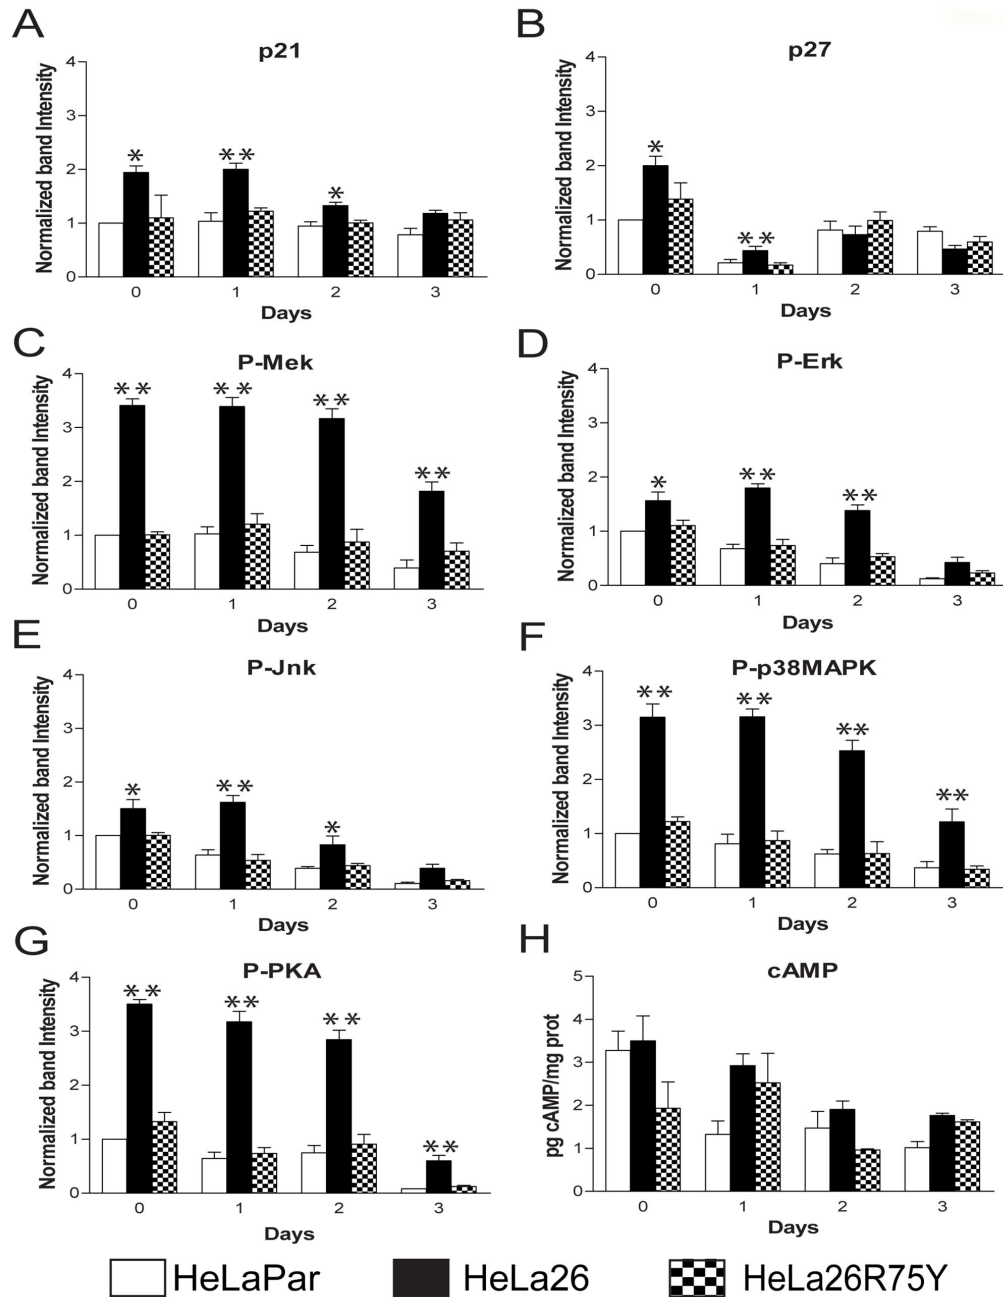 A
p21
Normalized band Intensity
4
3
2
1
0
*
**
*
0 1 2 3
Days
B
p27
Normalized band Intensity
4
3
2
1
0
*
**
0 1 2 3
Days
C
P-Mek
Normalized band Intensity
4
3
2
1
0
**
**
**
**
0 1 2 3
Days
D
P-Erk
Normalized band Intensity
4
3
2
1
0
*
**
**
0 1 2 3
Days
E
P-Jnk
Normalized band Intensity
4
3
2
1
0
*
**
*
0 1 2 3
Days
F
P-p38MAPK
Normalized band Intensity
4
3
2
1
0
**
**
**
**
0 1 2 3
Days
G
P-PKA
Normalized band Intensity
4
3
2
1
0
**
**
**
**
0 1 2 3
Days
H
cAMP
pg cAMP/mg prot
5
4
3
2
1
0
0 1 2 3
Days
HeLaPar HeLa26 HeLa26R75Y